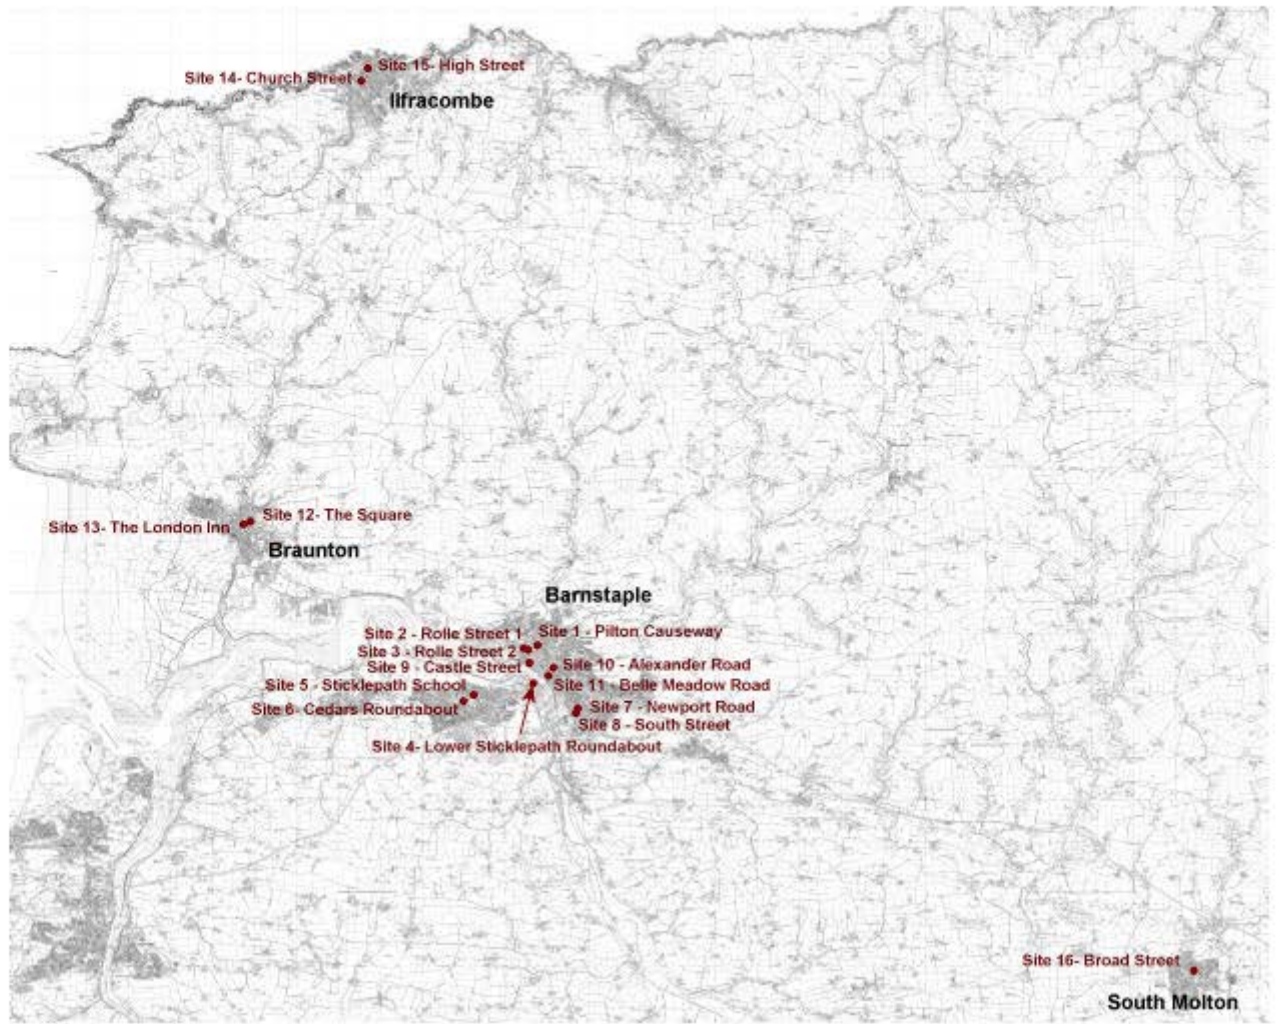 Site 15- High Street
Site 14- Church Street
Ilfracombe
Site 12- The Square
Site 13- The London Inn
Braunton
Barnstaple
Site 2 - Rolle Street 1
Site 1 - Pilton Causeway
Site 3 - Rolle Street 2
Site 9 - Castle Street
Site 10 - Alexander Road
Site 5 - Sticklepath School
Site 11 - Belle Meadow Road
Site 6- Cedars Roundabout
Site 7 - Newport Road
Site 8 - South Street
Site 4- Lower Sticklepath Roundabout
Site 16- Broad Street
South Molton